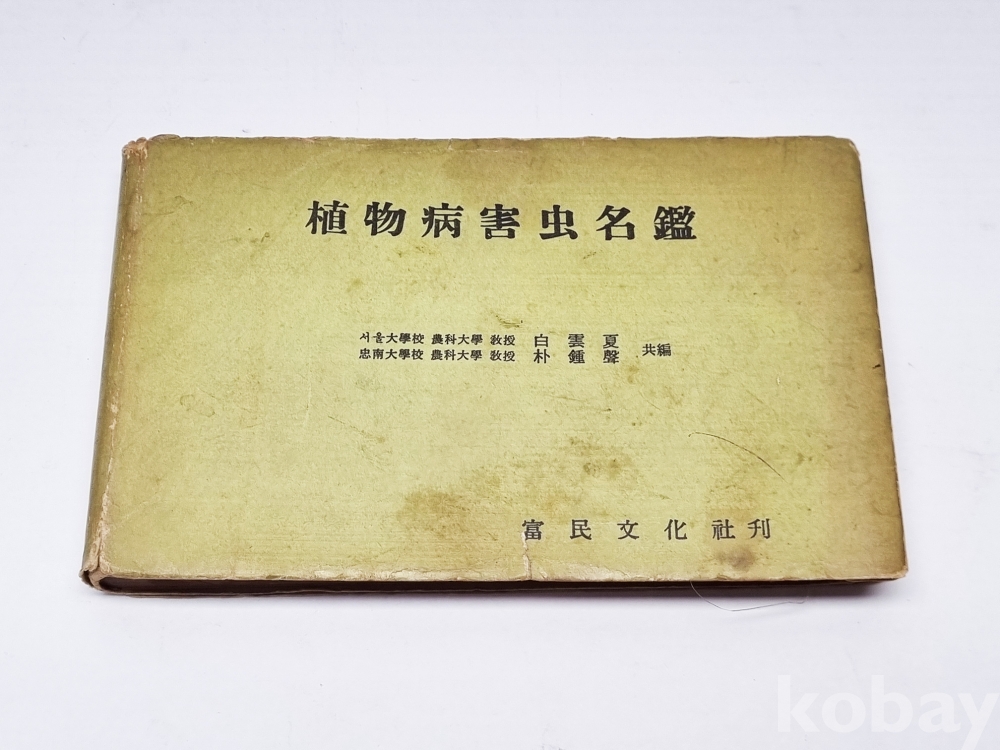 植物病害虫名鑑
서울大學校 農科大學 敎授 白雲夏
忠南大學校 農科大學 敎授 朴鍾聲 共編
富民文化社刊
kobay